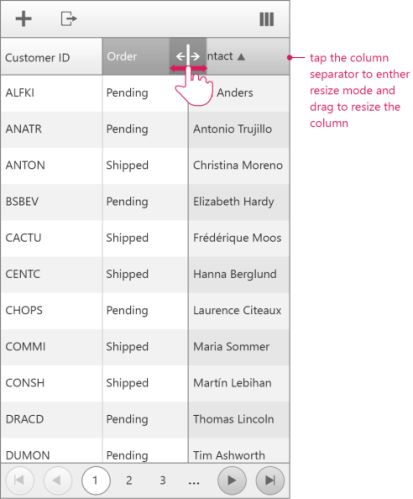 Customer ID Order ntact ▲
ALFKI Pending Anders
ANATR Pending Antonio Trujillo
ANTON Shipped Christina Moreno
BSBEV Pending Elizabeth Hardy
CACTU Shipped Frédérique Moos
CENTC Shipped Hanna Berglund
CHOPS Pending Laurence Citeaux
COMMI Shipped Maria Sommer
CONSH Shipped Martín Lebihan
DRACD Pending Thomas Lincoln
DUMON Pending Tim Ashworth
1 2 3 ...
tap the column
separator to enther
resize mode and
drag to resize the
column